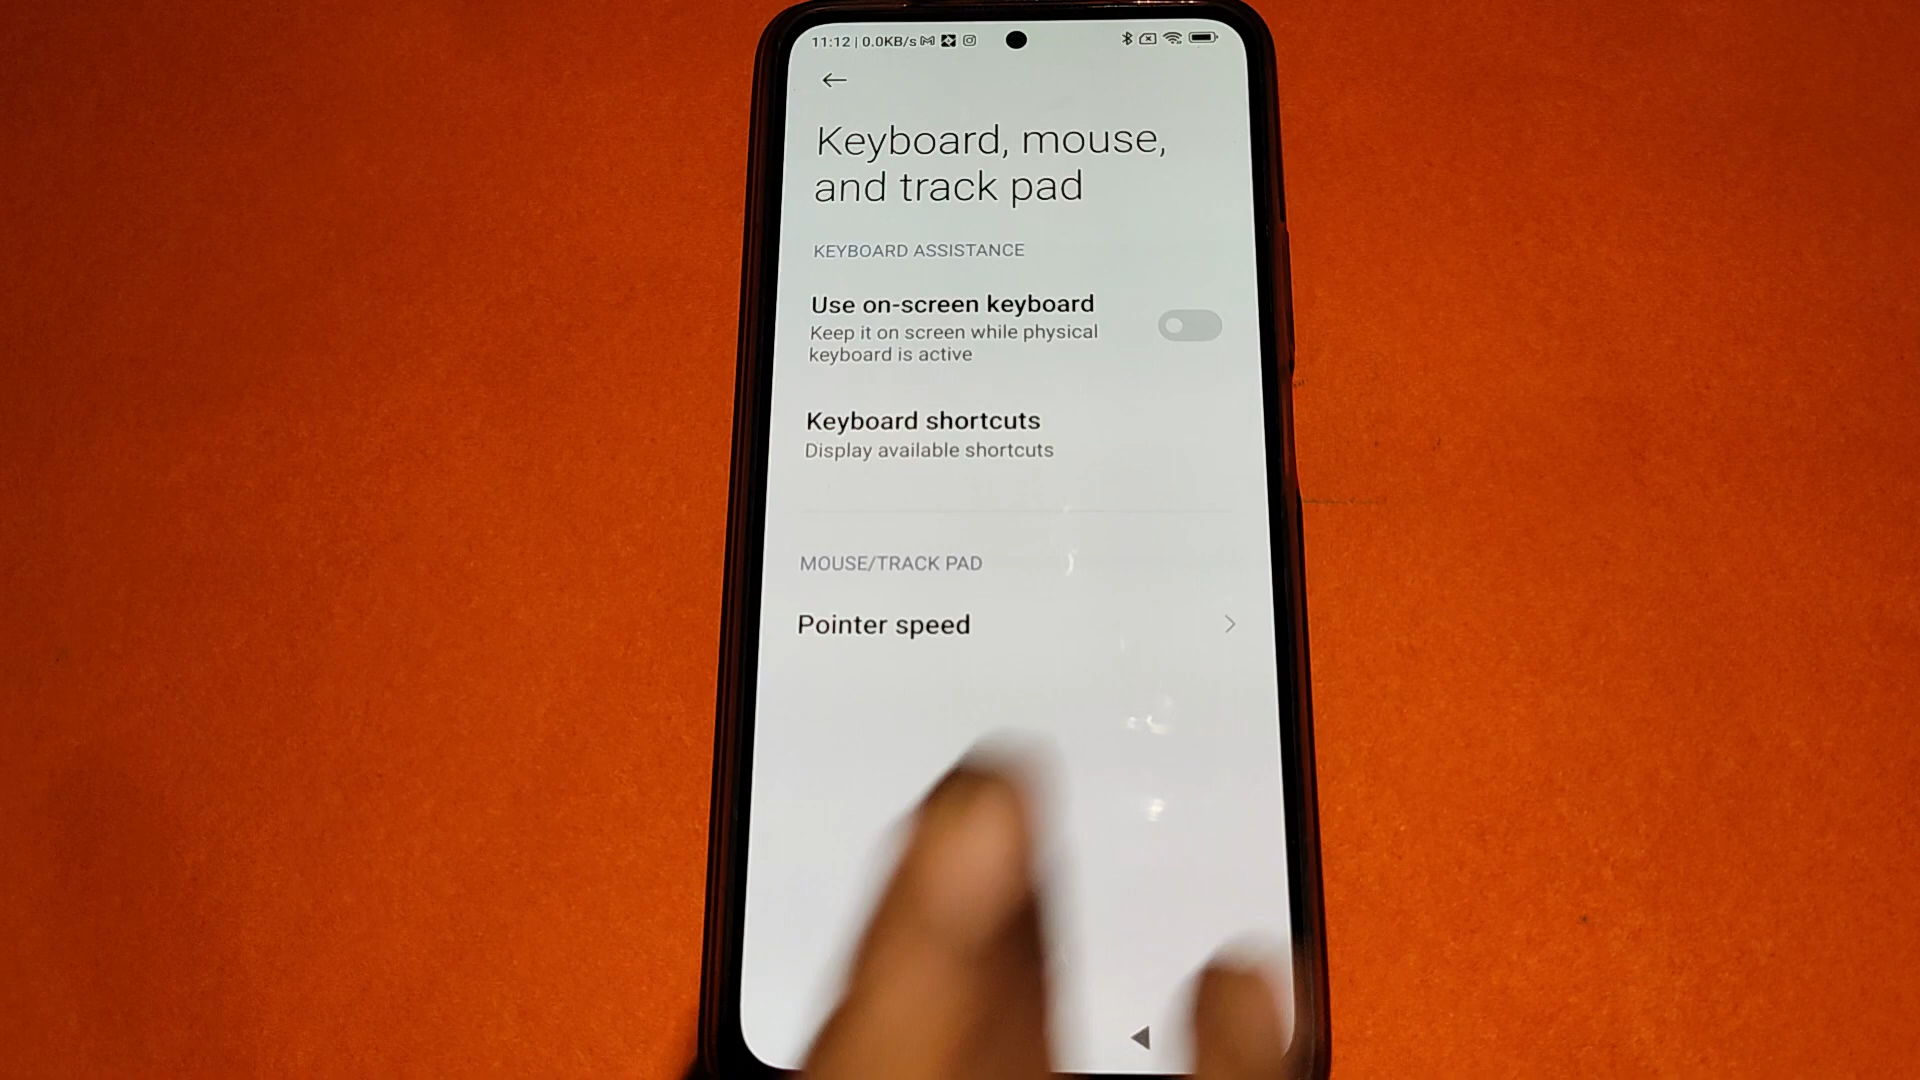 11:12 | 0.0KB/s
Keyboard, mouse,
and track pad
KEYBOARD ASSISTANCE
Use on-screen keyboard
Keep it on screen while physical
keyboard is active
Keyboard shortcuts
Display available shortcuts
MOUSE/TRACK PAD
Pointer speed